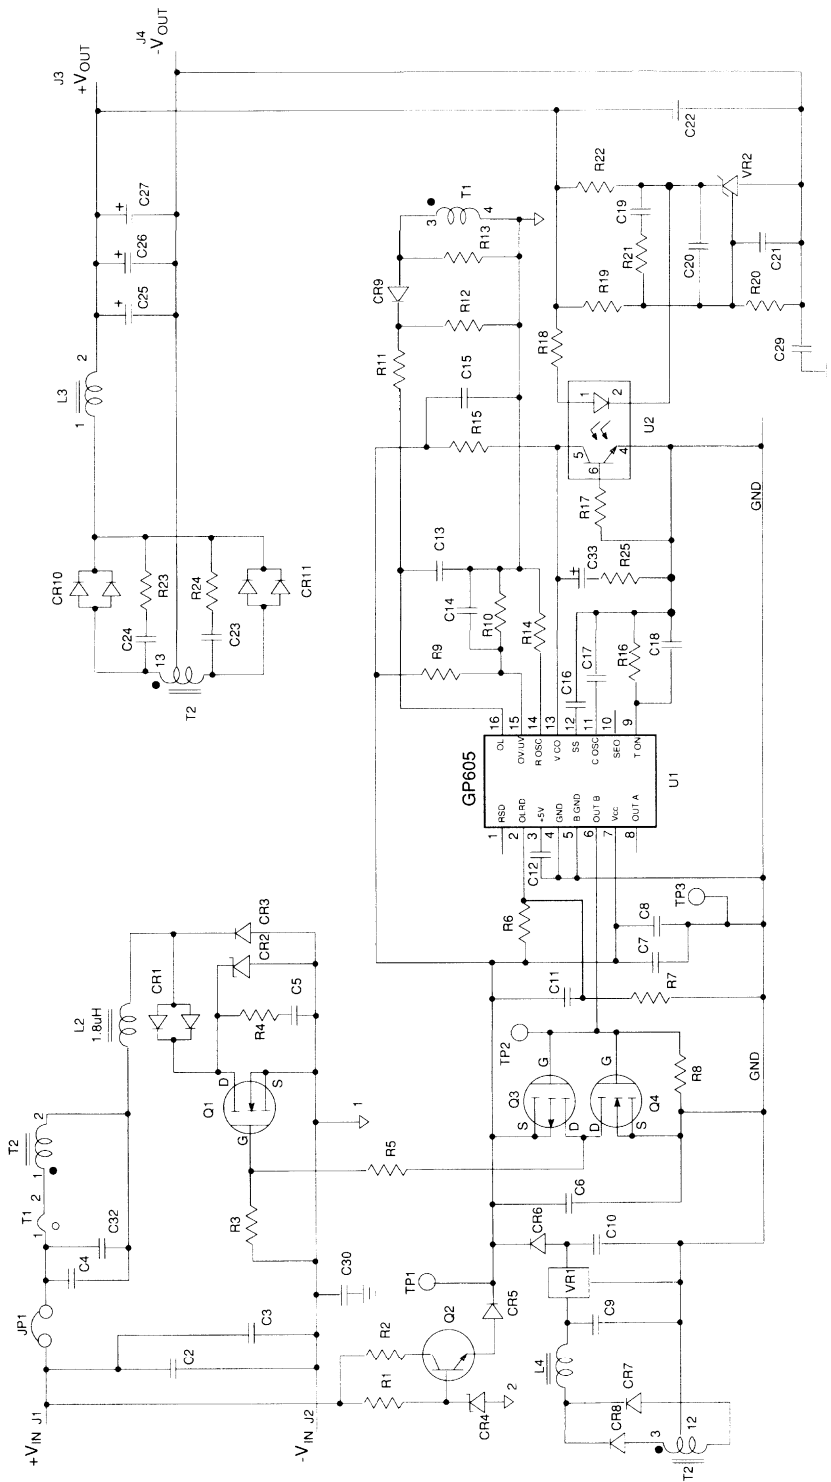 J3
+VOUT
J4
-VOUT
C27
C26
C25
L3
1
2
CR10
R23
C24
R24
C23
CR11
13
T2
T1
3
4
R13
CR9
R12
R11
C15
R15
C13
C14
R10
R9
R14
C22
R22
VR2
C19
R21
C20
C21
R19
R20
R18
C29
1
2
U2
5
6
4
R17
C33
R25
GND
C16
C17
R16
C18
GP605
U1
16 OL
15 OV/UV
14 R OSC
13 V CO
12 SS
11 C OSC
10 SEO
9 T ON
1 RSD
2 OLRD
3 +5V
4 GND
5 B GND
6 OUT B
7 Vcc
8 OUT A
C12
R6
C11
C7
C8
TP3
R7
TP2
Q3
G
S
D
Q4
G
D
S
R8
GND
C6
CR6
C10
VR1
C9
L4
CR7
CR8
3
12
T2
TP1
Q2
CR5
R2
R1
CR4
2
R5
R3
Q1
G
D
S
1
R4
C5
CR2
CR3
CR1
L2
1.8uH
T2
1
2
T1
1
2
C32
C4
JP1
C3
C2
C30
+VIN J1
-VIN J2